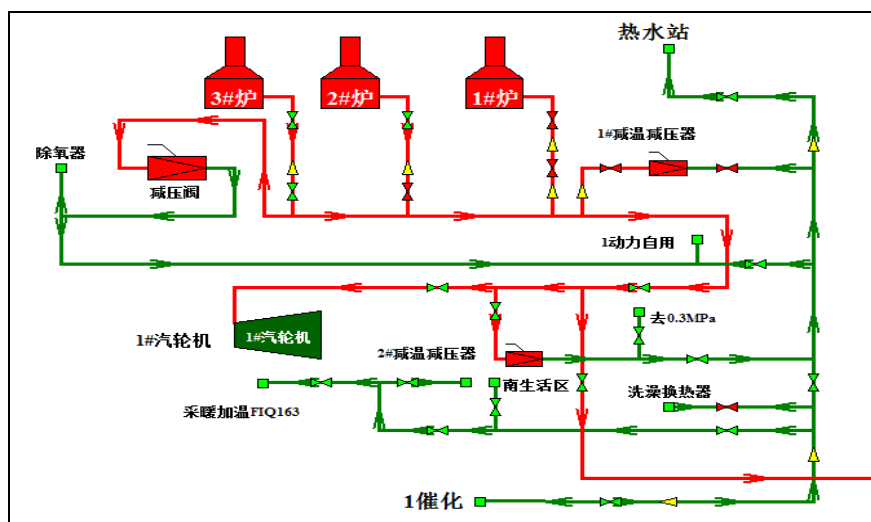 热水站
3#炉
2#炉
1#炉
1#减温减压器
除氧器
减压阀
1动力自用
去0.3MPa
1#汽轮机
1#汽轮机
2#减温减压器
南生活区
洗澡换热器
采暖加温FIQ163
1催化